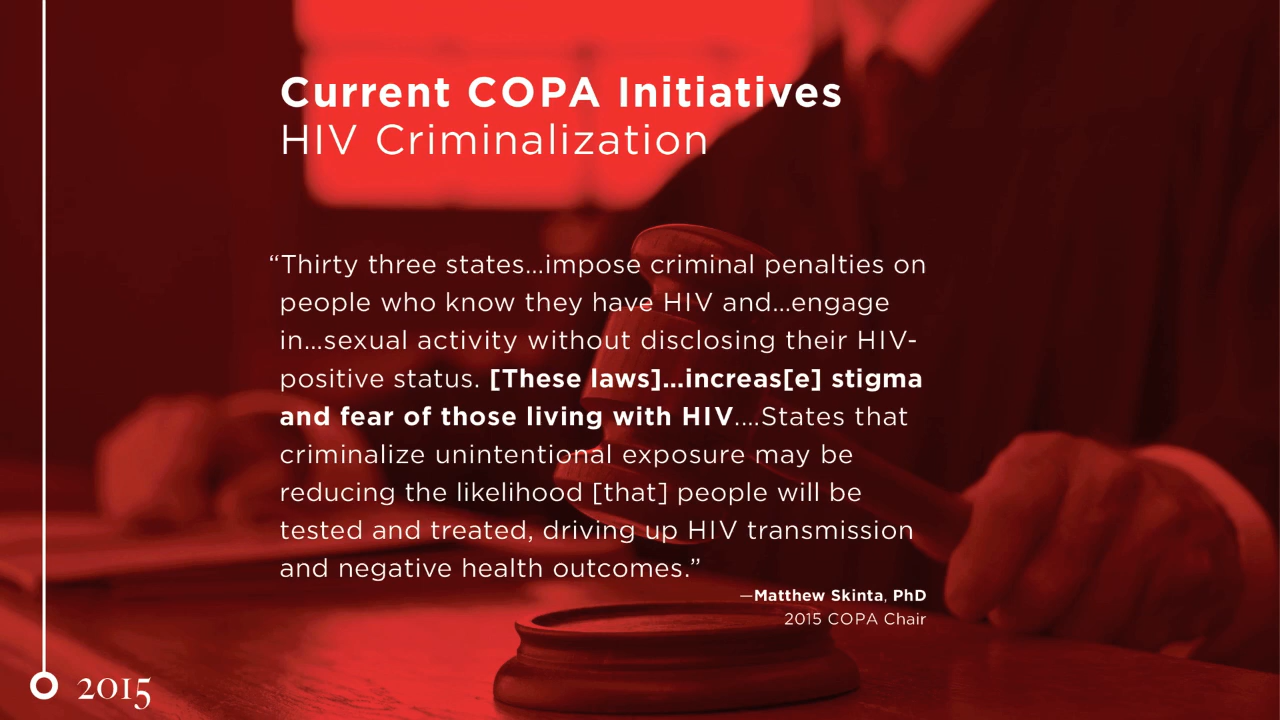 Current COPA Initiatives
HIV Criminalization
“Thirty three states...impose criminal penalties on
people who know they have HIV and...engage
in...sexual activity without disclosing their HIV-
positive status. [These laws]...increas[e] stigma
and fear of those living with HIV....States that
criminalize unintentional exposure may be
reducing the likelihood [that] people will be
tested and treated, driving up HIV transmission
and negative health outcomes.”
—Matthew Skinta, PhD
2015 COPA Chair
2015